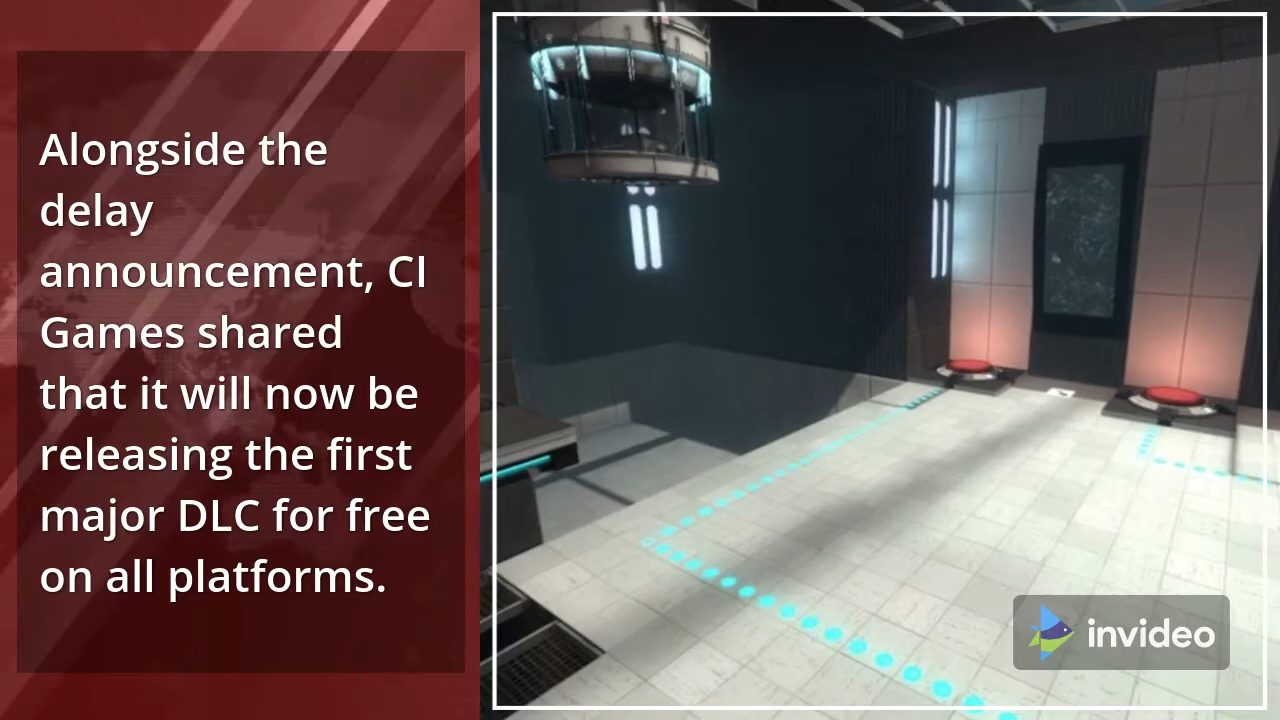 Alongside the
delay
announcement, CI
Games shared
that it will now be
releasing the first
major DLC for free
on all platforms.
invideo